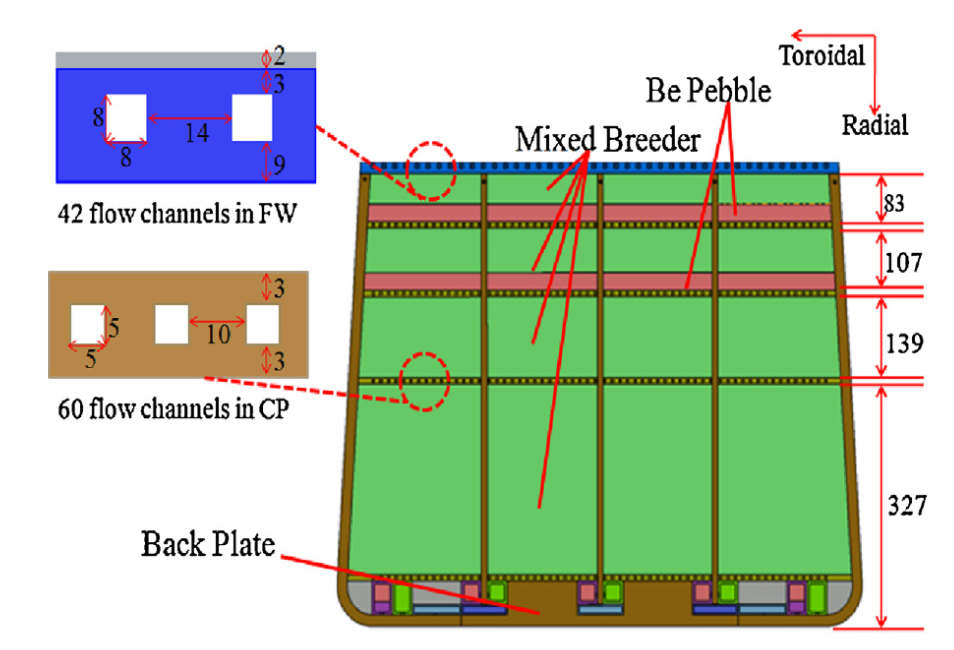 2
3
8
14
8
9
42 flow channels in FW
3
5
10
5
3
60 flow channels in CP
Back Plate
Mixed Breeder
Be Pebble
Toroidal
Radial
83
107
139
327